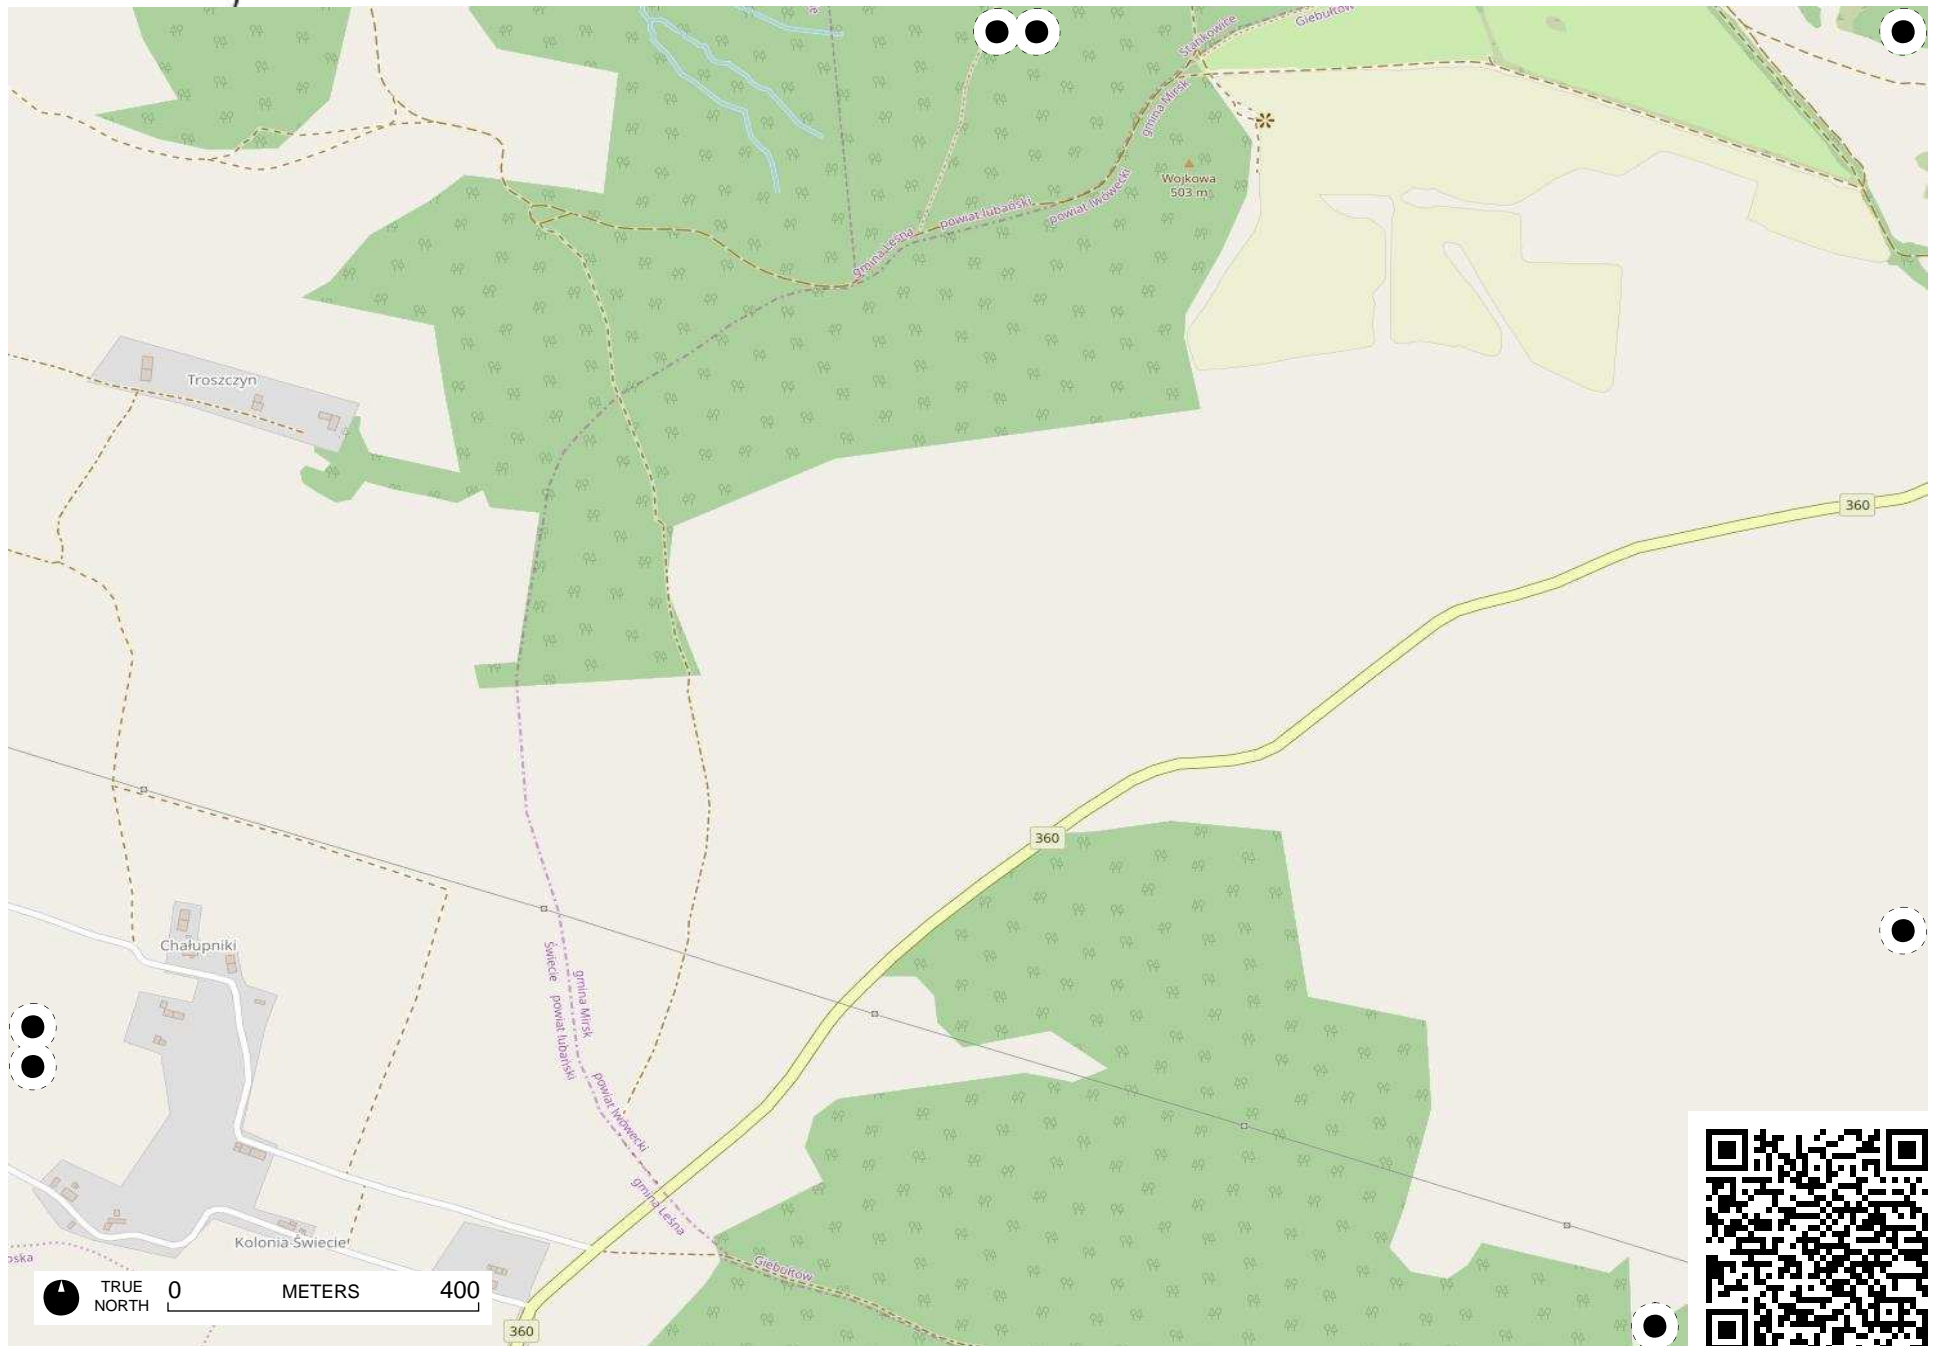 Stankowice
Giebułtów
gmina Mirsk
Wojkowa
503 m
powiat lubański
powiat lwówecki
gmina Leśna
Troszczyn
360
360
Chałupniki
Świecie
gmina Mirsk
powiat lubański
powiat lwówecki
gmina Leśna
Kolonia Świecie
Giebułtów
TRUE
NORTH
0
METERS
400
360